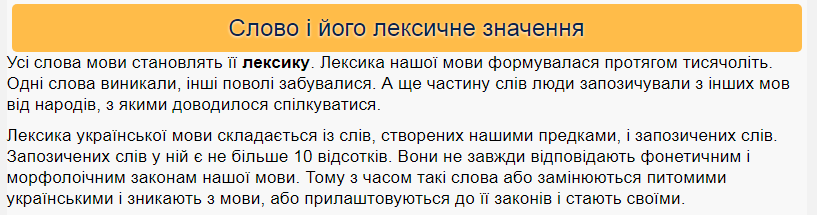 Слово і його лексичне значення
Усі слова мови становлять її лексику. Лексика нашої мови формувалася протягом тисячоліть.
Одні слова виникали, інші поволі забувалися. А ще частину слів люди запозичували з інших мов
від народів, з якими доводилося спілкуватися.
Лексика української мови складається із слів, створених нашими предками, і запозичених слів.
Запозичених слів у ній є не більше 10 відсотків. Вони не завжди відповідають фонетичним і
морфолоічним законам нашої мови. Тому з часом такі слова або замінюються питомими
українськими і зникають з мови, або прилаштовуються до її законів і стають своїми.